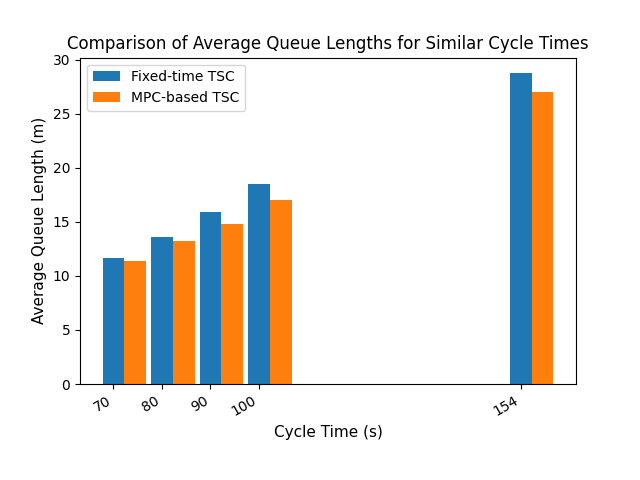 Comparison of Average Queue Lengths for Similar Cycle Times
Fixed-time TSC
MPC-based TSC
Average Queue Length (m)
30
25
20
15
10
5
0
70
80
90
100
154
Cycle Time (s)